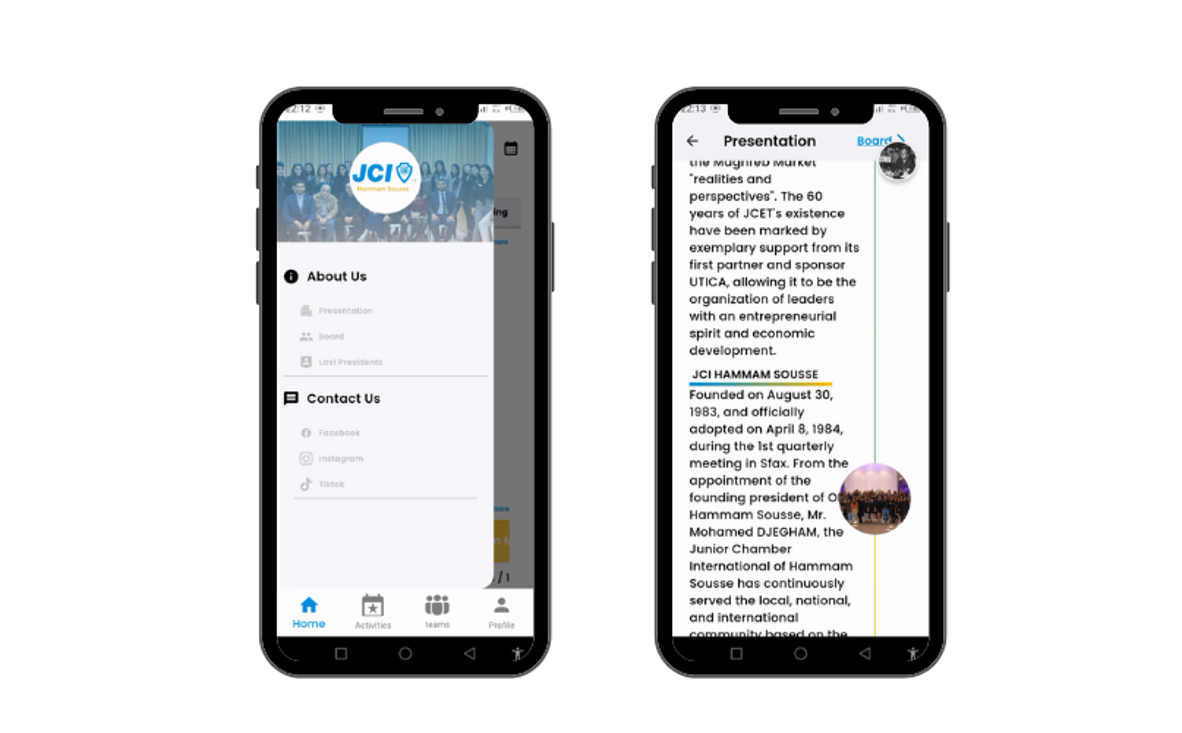 22:12
JCI
Hammam Sousse
ing
About Us
Presentation
Board
Last Presidents
Contact Us
Facebook
Instagram
Tiktok
/ 1
Home
Activities
teams
Profile
22:13
Presentation
Board
the Maghreb Market
"realities and
perspectives". The 60
years of JCET's existence
have been marked by
exemplary support from its
first partner and sponsor
UTICA, allowing it to be the
organization of leaders
with an entrepreneurial
spirit and economic
development.
JCI HAMMAM SOUSSE
Founded on August 30,
1983, and officially
adopted on April 8, 1984,
during the 1st quarterly
meeting in Sfax. From the
appointment of the
founding president of
Hammam Sousse, Mr.
Mohamed DJEGHAM, the
Junior Chamber
International of Hammam
Sousse has continuously
served the local, national,
and international
community based on the